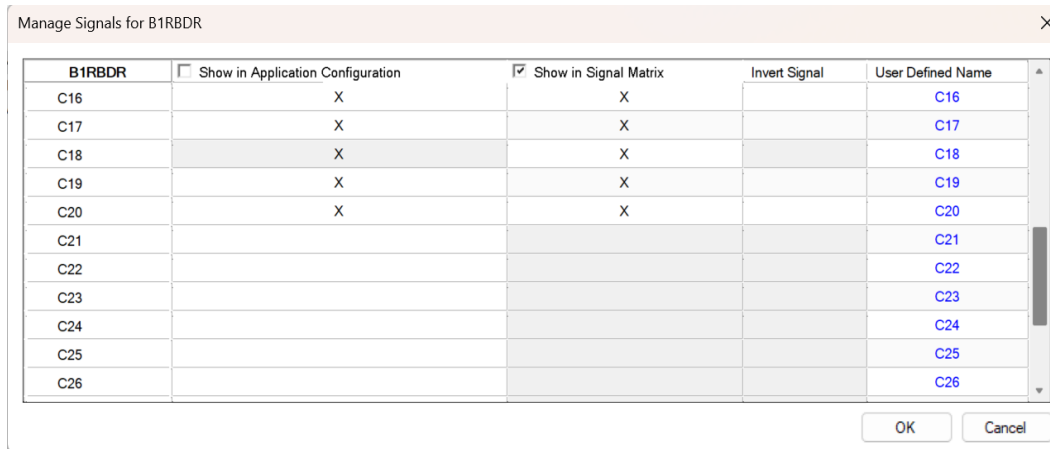 Manage Signals for B1RBDR
B1RBDR Show in Application Configuration Show in Signal Matrix Invert Signal User Defined Name
C16 X X C16
C17 X X C17
C18 X X C18
C19 X X C19
C20 X X C20
C21 C21
C22 C22
C23 C23
C24 C24
C25 C25
C26 C26
OK Cancel